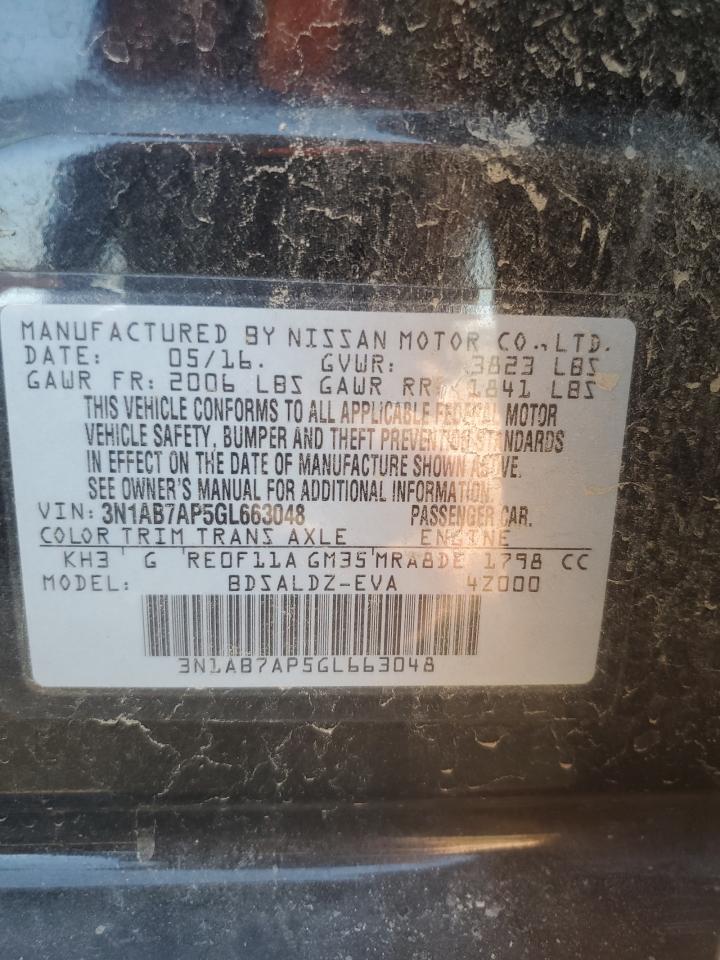 MANUFACTURED BY NISSAN MOTOR CO.,LTD.
DATE: 05/16. GVWR: 3823 LBS
GAWR FR: 2006 LBS GAWR RR: 1841 LBS
THIS VEHICLE CONFORMS TO ALL APPLICABLE FEDERAL MOTOR
VEHICLE SAFETY, BUMPER AND THEFT PREVENTION STANDARDS
IN EFFECT ON THE DATE OF MANUFACTURE SHOWN ABOVE.
SEE OWNER'S MANUAL FOR ADDITIONAL INFORMATION.
VIN: 3N1AB7AP5GL663048 PASSENGER CAR.
COLOR TRIM TRANS AXLE ENGINE
KH3 G RE0F11A GM35 MRA8DE 1798 CC
MODEL: BDSALDZ-EVA 4Z000
3N1AB7AP5GL663048